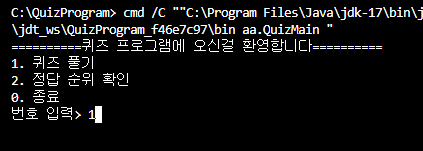 C:\QuizProgram> cmd /C ""C:\Program Files\Java\jdk-17\bin\j
\jdt_ws\QuizProgram_f46e7c97\bin aa.QuizMain "
==========퀴즈 프로그램에 오신걸 환영합니다==========
1. 퀴즈 풀기
2. 정답 순위 확인
0. 종료
번호 입력> 1